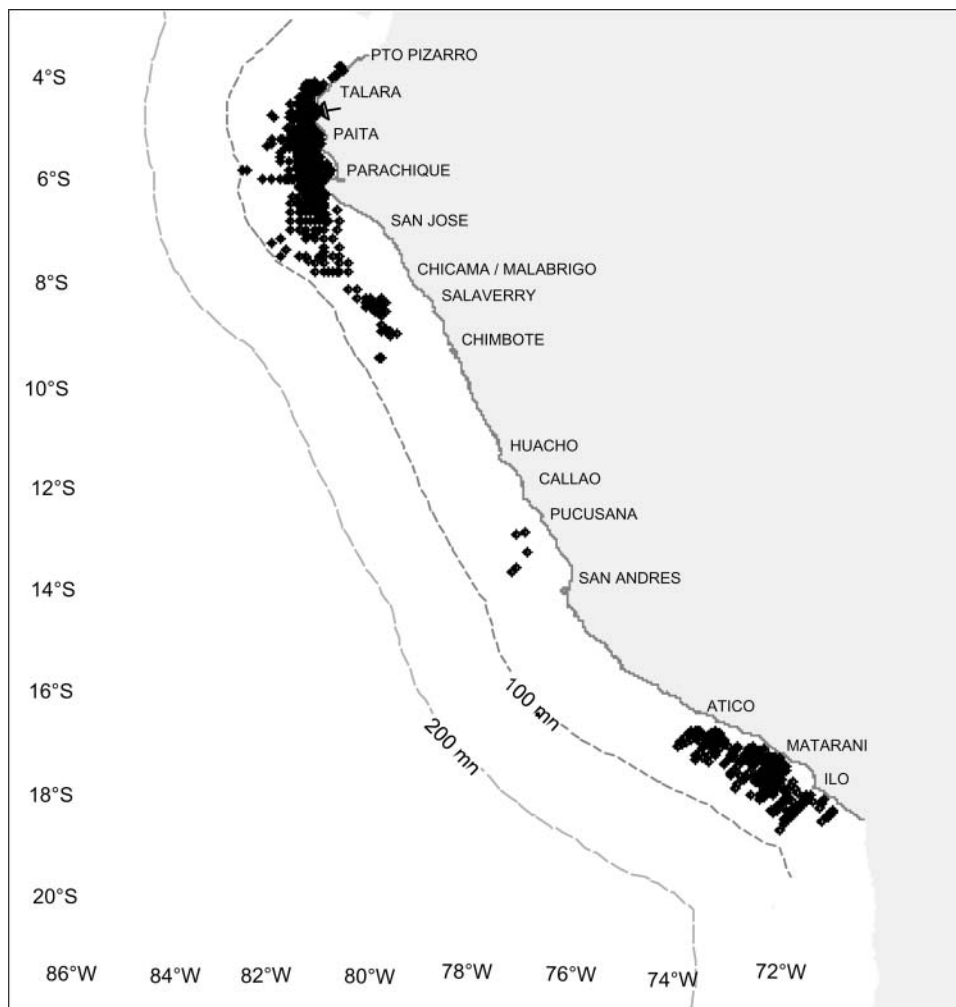 PTO PIZARRO
4°S
TALARA
PAITA
PARACHIQUE
6°S
SAN JOSE
CHICAMA / MALABRIGO
8°S
SALAVERRY
CHIMBOTE
10°S
HUACHO
CALLAO
12°S
PUCUSANA
SAN ANDRES
14°S
16°S
100 mn
ATICO
200 mn
MATARANI
ILO
18°S
20°S
86°W 84°W 82°W 80°W 78°W 76°W 74°W 72°W